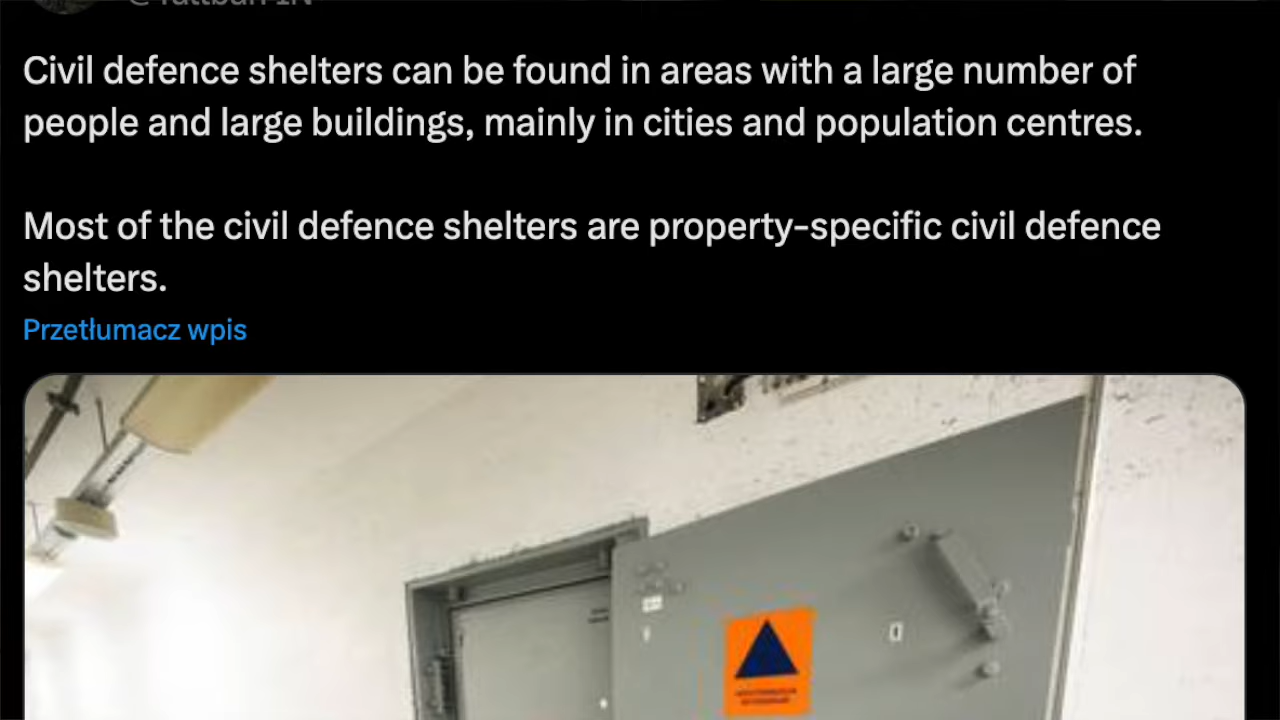 Civil defence shelters can be found in areas with a large number of
people and large buildings, mainly in cities and population centres.
Most of the civil defence shelters are property-specific civil defence
shelters.
Przetłumacz wpis